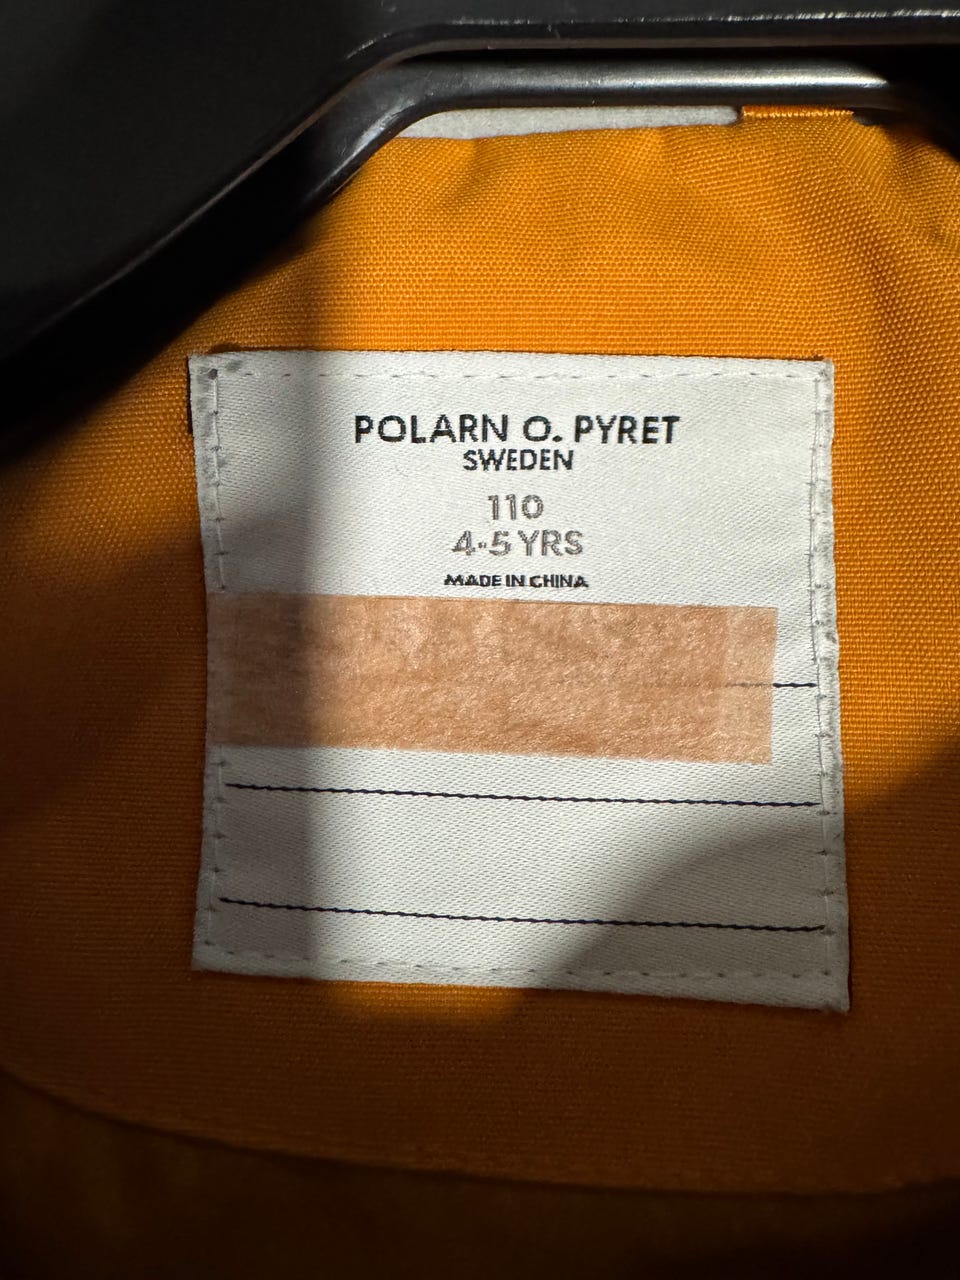 POLARN O. PYRET
SWEDEN
110
4-5 YRS
MADE IN CHINA